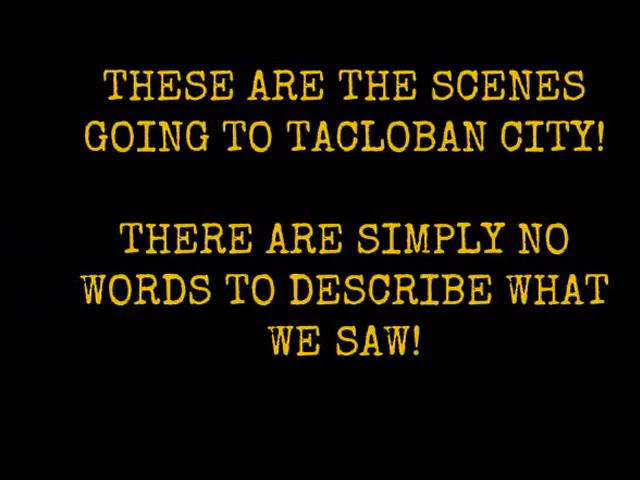 THESE ARE THE SCENES
GOING TO TACLOBAN CITY!
THERE ARE SIMPLY NO
WORDS TO DESCRIBE WHAT
WE SAW!